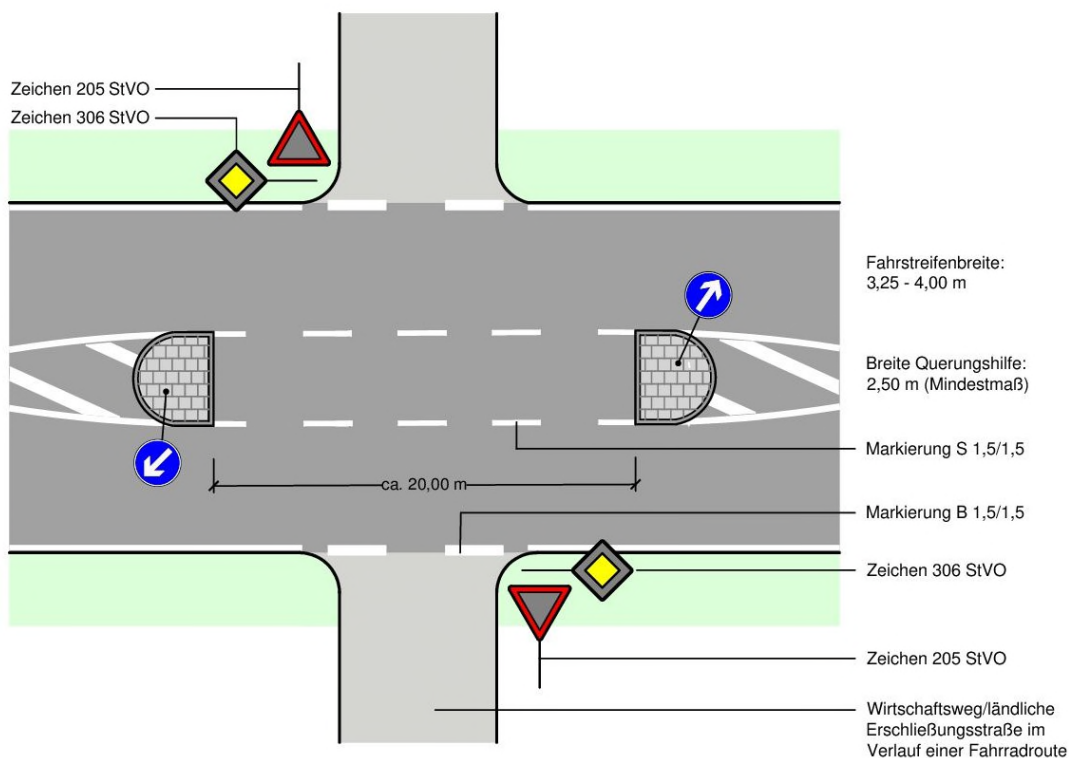 Zeichen 205 StVO
Zeichen 306 StVO
Fahrstreifenbreite:
3,25 - 4,00 m
Breite Querungshilfe:
2,50 m (Mindestmaß)
Markierung S 1,5/1,5
ca. 20,00 m
Markierung B 1,5/1,5
Zeichen 306 StVO
Zeichen 205 StVO
Wirtschaftsweg/ländliche
Erschließungsstraße im
Verlauf einer Fahrradroute